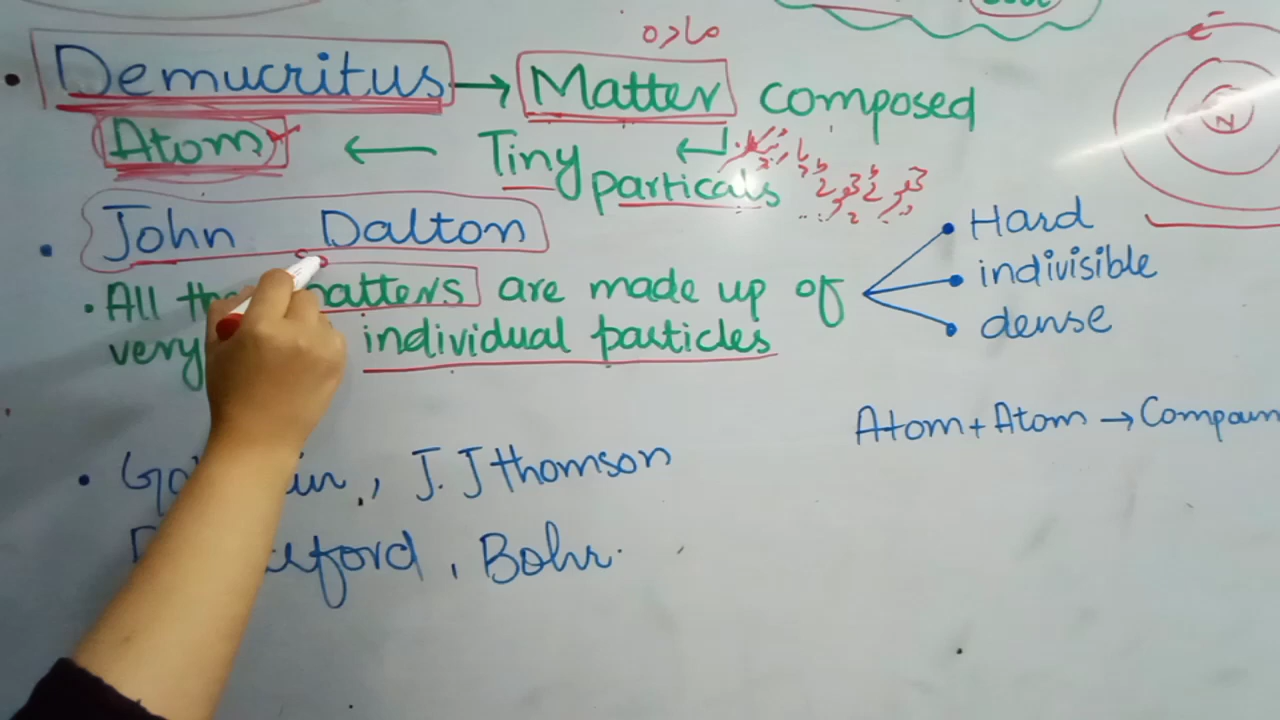 Demucritus → Matter composed
Atom ← Tiny particals
John Dalton
Hard
indivisible
dense
All matters are made up of
very individual particles
Atom + Atom → Compoun
J. J thomson
Bohr.
N